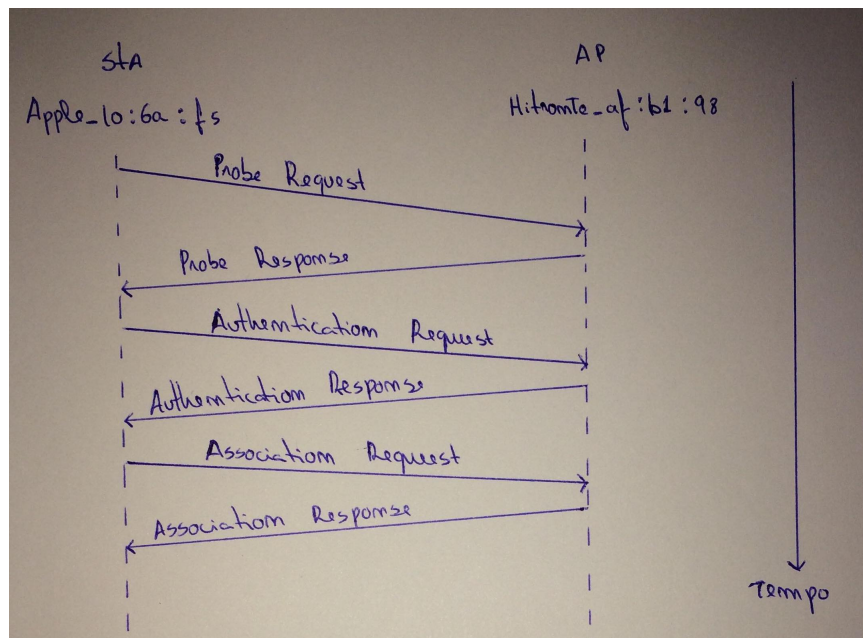 STA
AP
Apple_10:6a:f5
HitronTe_af:b1:98
Probe Request
Probe Response
Authentication Request
Authentication Response
Association Request
Association Response
Tempo